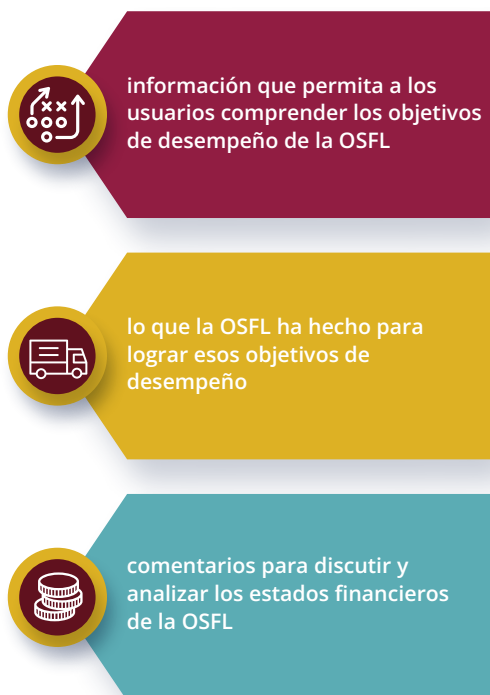 información que permita a los
usuarios comprender los objetivos
de desempeño de la OSFL
lo que la OSFL ha hecho para
lograr esos objetivos de
desempeño
comentarios para discutir y
analizar los estados financieros
de la OSFL